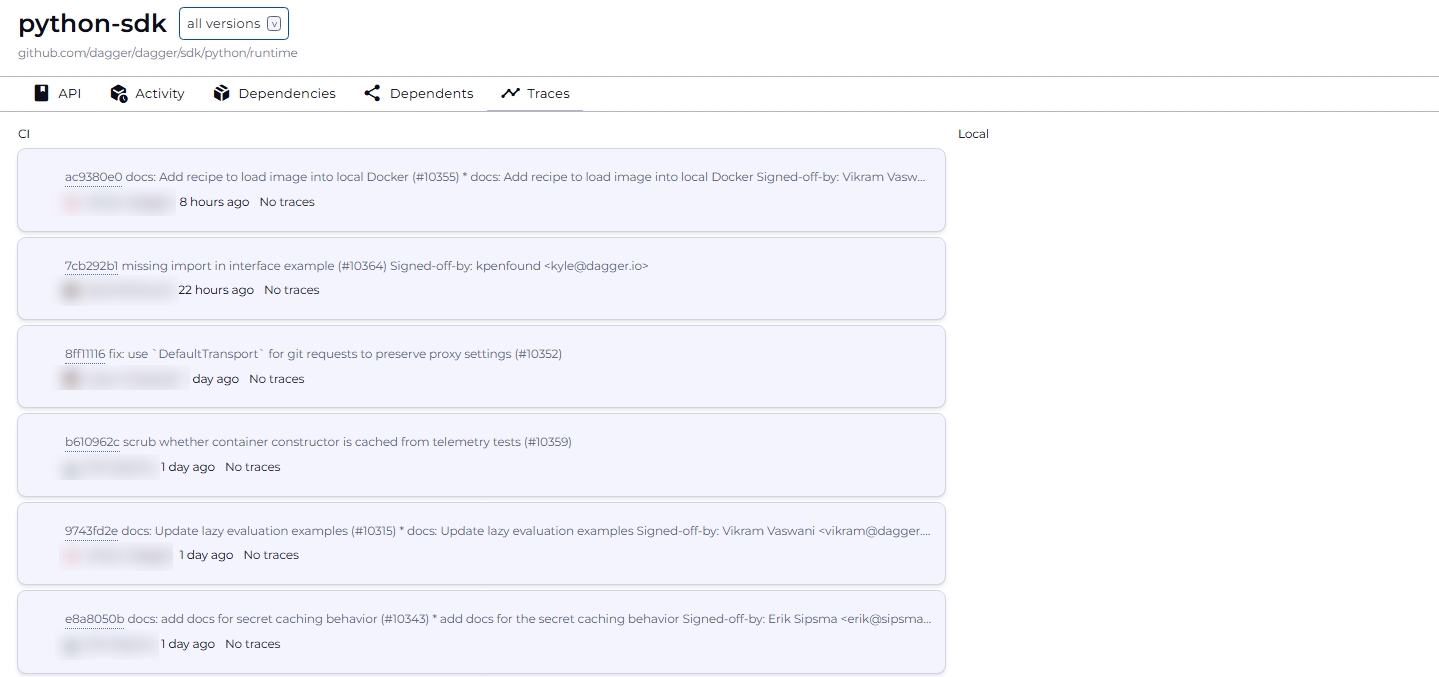 python-sdk all versions v
github.com/dagger/dagger/sdk/python/runtime
API Activity Dependencies Dependents Traces
CI Local
ac9380e0 docs: Add recipe to load image into local Docker (#10355) * docs: Add recipe to load image into local Docker Signed-off-by: Vikram Vasw...
8 hours ago No traces
7cb292b1 missing import in interface example (#10364) Signed-off-by: kpenfound <kyle@dagger.io>
22 hours ago No traces
8ff11116 fix: use `DefaultTransport` for git requests to preserve proxy settings (#10352)
day ago No traces
b610962c scrub whether container constructor is cached from telemetry tests (#10359)
1 day ago No traces
9743fd2e docs: Update lazy evaluation examples (#10315) * docs: Update lazy evaluation examples Signed-off-by: Vikram Vaswani <vikram@dagger....
1 day ago No traces
e8a8050b docs: add docs for secret caching behavior (#10343) * add docs for the secret caching behavior Signed-off-by: Erik Sipsma <erik@sipsma...
1 day ago No traces